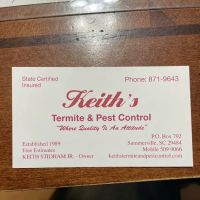 State Certified
Insured
Phone: 871-9643
Keith's
Termite & Pest Control
"Where Quality Is An Attitude"
Established 1989
Free Estimates
KEITH STIDHAM JR. - Owner
P.O. Box 792
Summerville, SC 29484
Mobile 509-9066
keithstermiteandpestcontrol.com